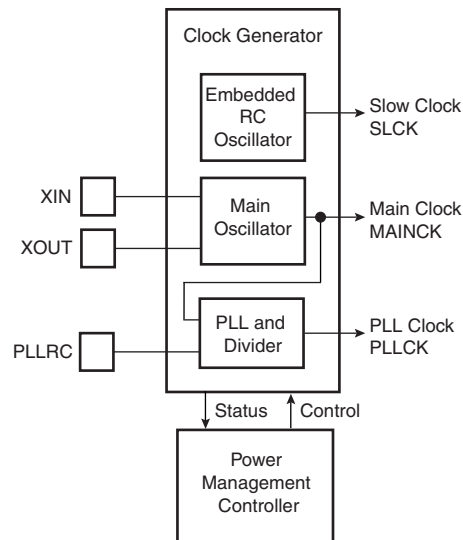 Clock Generator
Embedded
RC
Oscillator
Slow Clock
SLCK
XIN
Main
Oscillator
Main Clock
MAINCK
XOUT
PLL and
Divider
PLL Clock
PLLCK
PLLRC
Status
Control
Power
Management
Controller